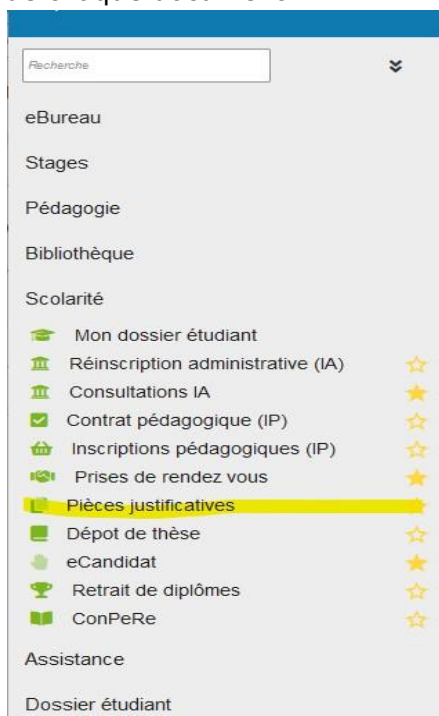 Recherche
eBureau
Stages
Pédagogie
Bibliothèque
Scolarité
Mon dossier étudiant
Réinscription administrative (IA)
Consultations IA
Contrat pédagogique (IP)
Inscriptions pédagogiques (IP)
Prises de rendez vous
Pièces justificatives
Dépot de thèse
eCandidat
Retrait de diplômes
ConPeRe
Assistance
Dossier étudiant